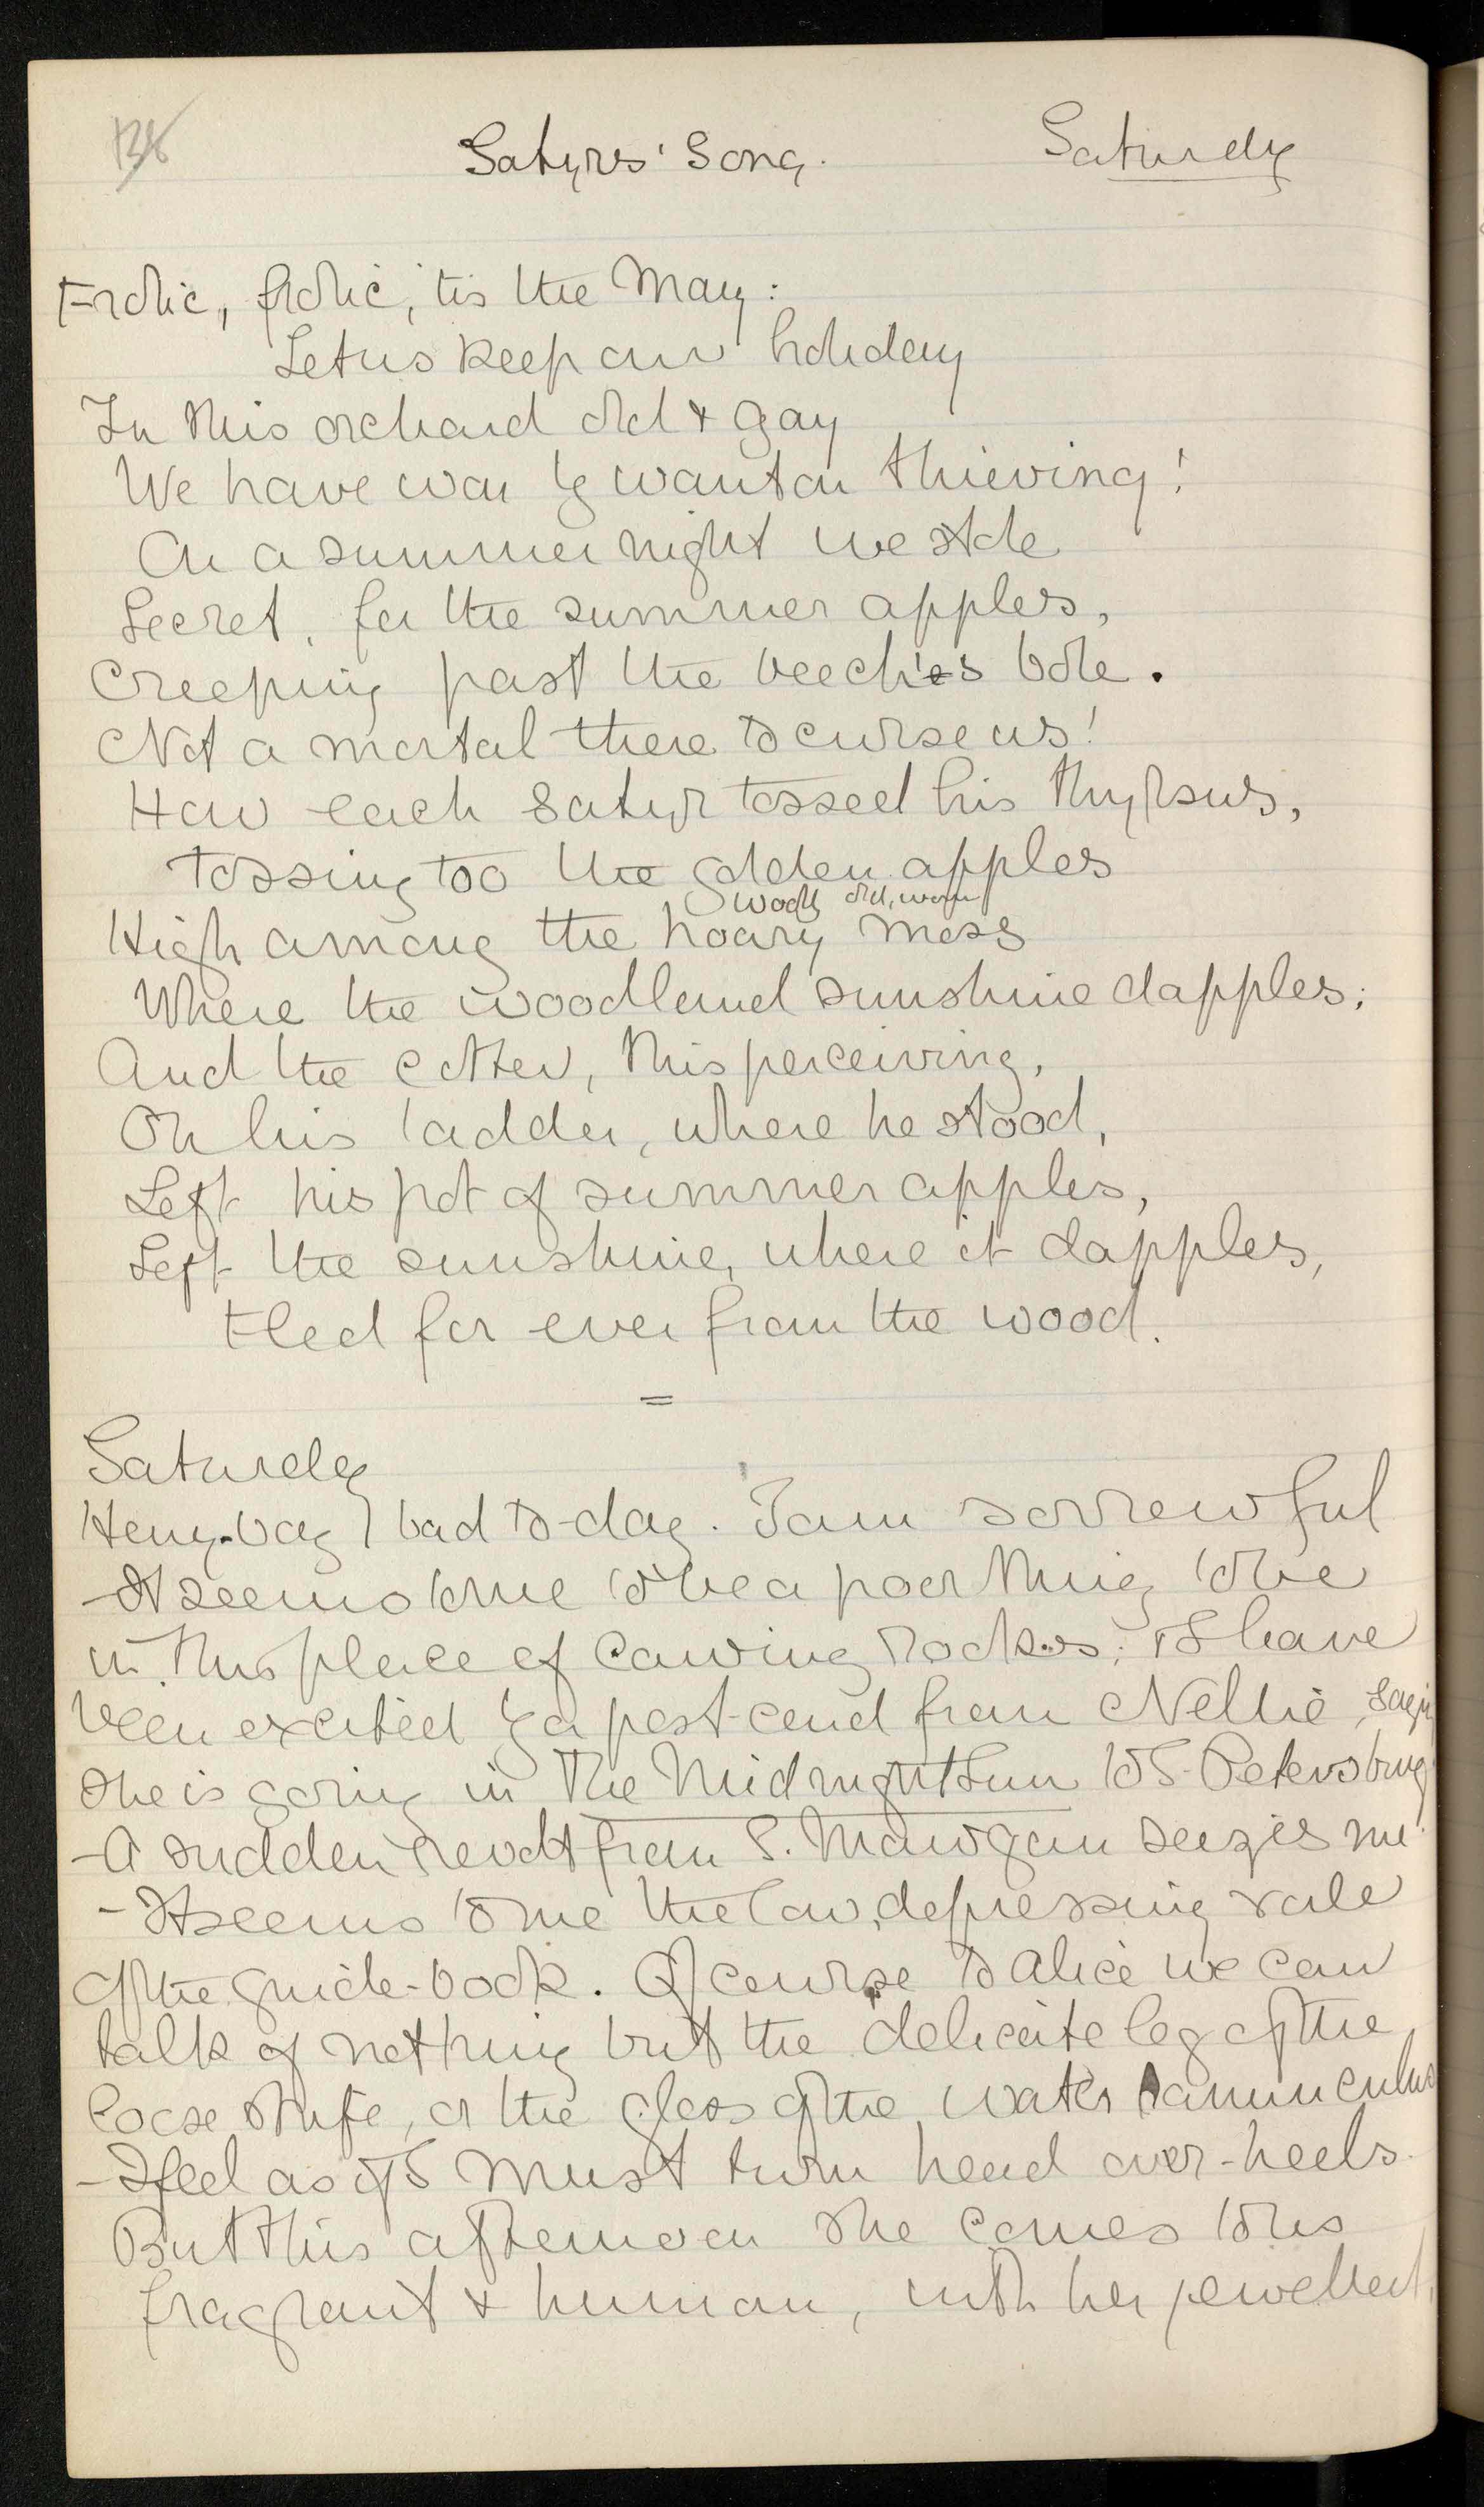 138
Satyrs' Song. Saturday
Frolic, frolic, 'tis the May:
Let us keep our holiday
In this orchard old & gay
We have won by wanton thieving!
On a summer night we stole
Secret, for the summer apples,
Creeping past the beech's bole.
Not a mortal there to curse us!
How each Satyr tossed his thyrsus,
Tossing too the golden apples
woods old, worn
High among the hoary moss
Where the woodland sunshine dapples;
And the cotter, this perceiving,
On his ladder, where he stood,
Left his pot of summer apples,
Left the sunshine, where it dapples,
Fled for ever from the wood.
=
Saturday
Henny-boy bad to-day. I am sorrowful
- It seems to me to be a poor thing to be
in this place of cawing rooks; & I have
been excited by a post-card from Nellie, saying
she is going in The Midnight Sun to S. Petersburg
- A sudden revolt from S. Mawgan seizes me.
- It seems to me the low, depressing vale
of the guide-book. Of course to Alice we can
talk of nothing but the delicate leg of the
loose strife, or the gloss of the water ranunculus
- I feel as if I must turn head over-heels.
But this afternoon she comes to us
fragrant & human, with her jewelled,